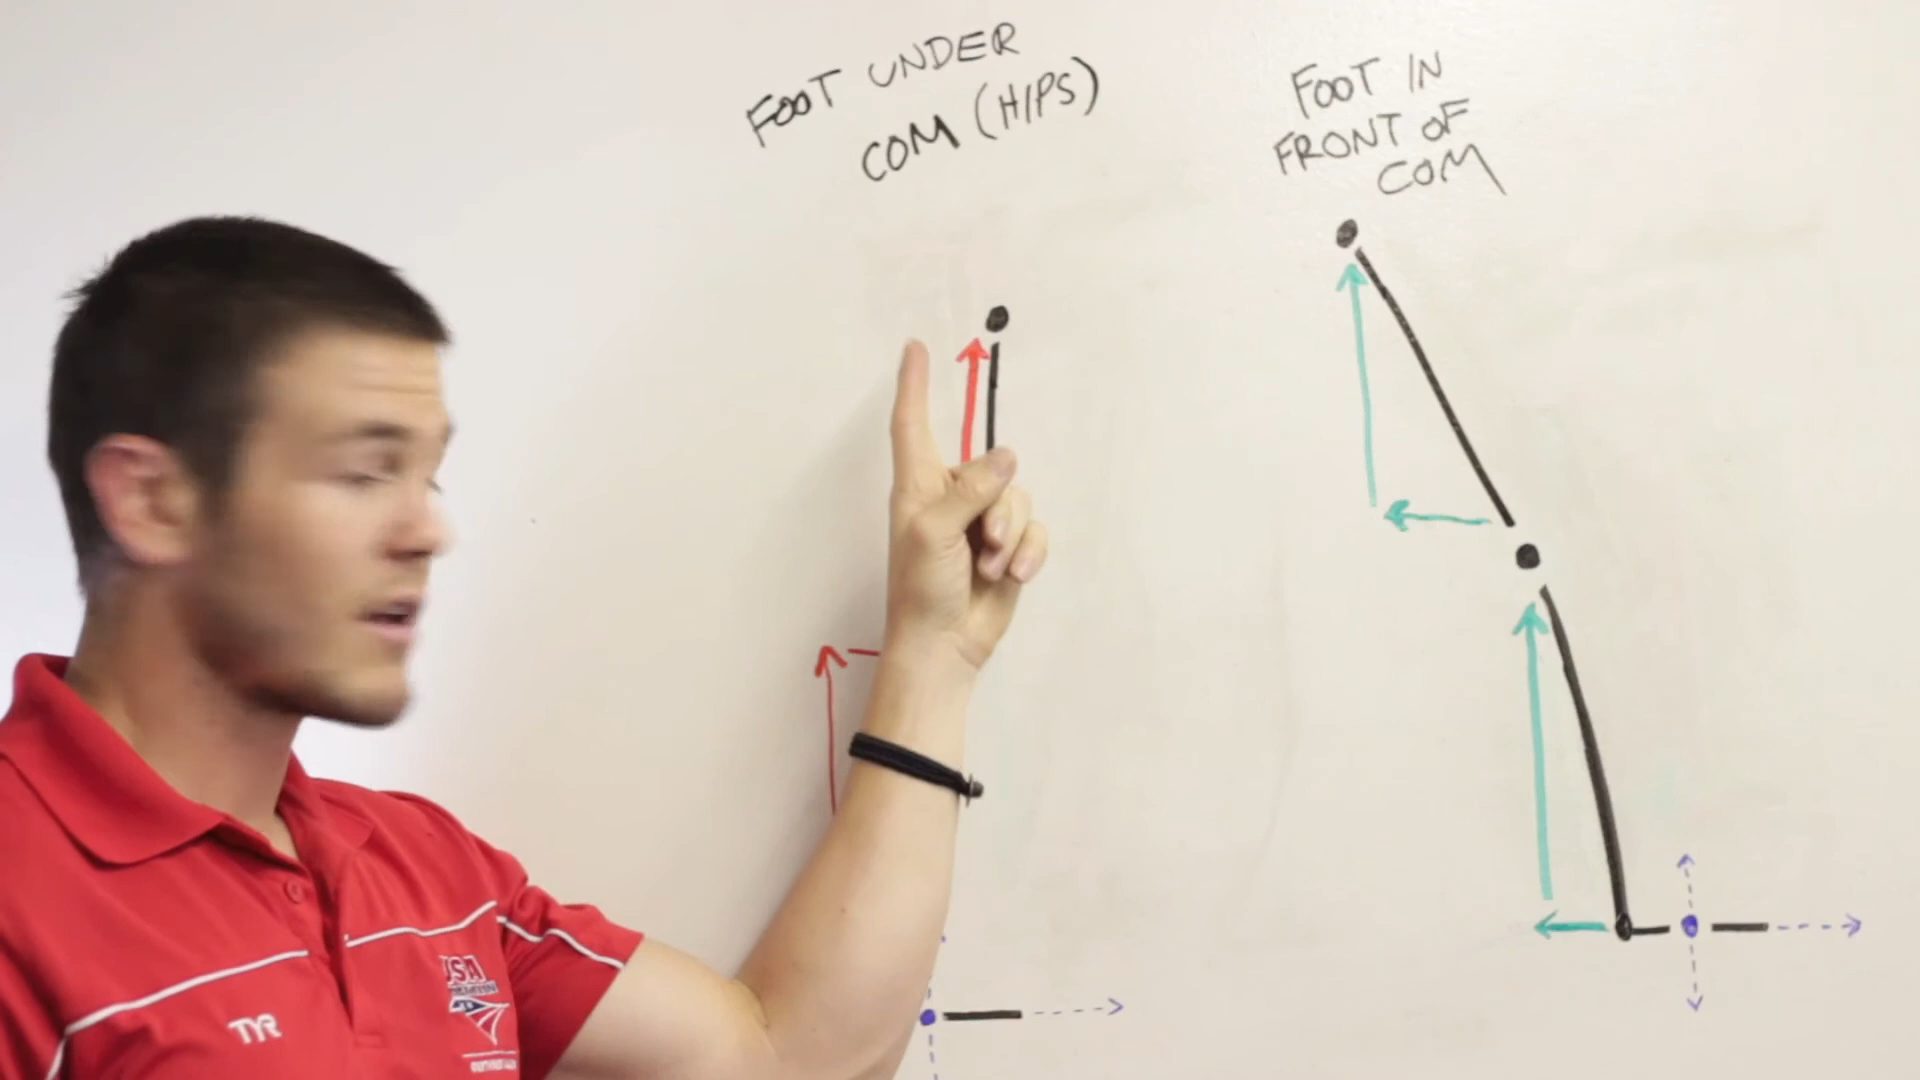 FOOT UNDER
COM (HIPS)
FOOT IN
FRONT OF
COM
TYR
USA